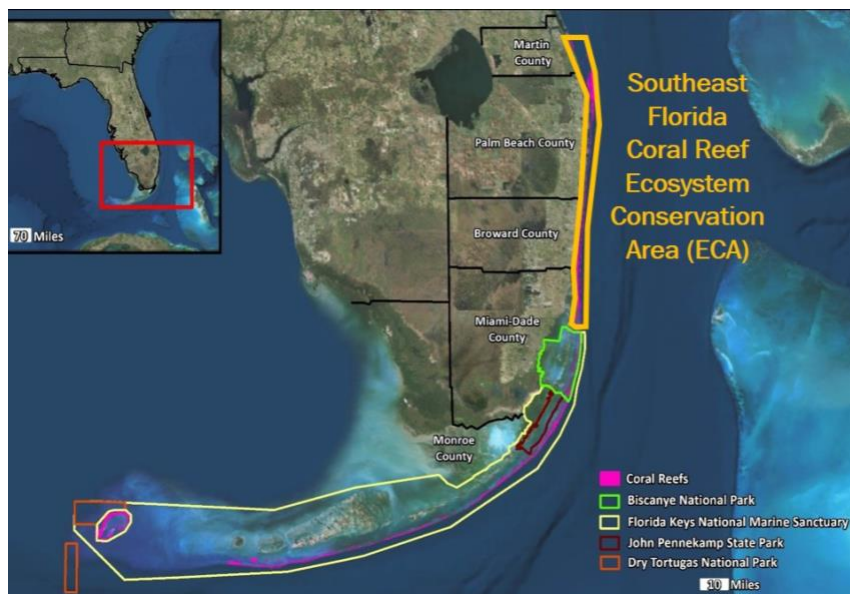 Martin
County
Palm Beach County
Broward County
Miami-Dade
County
Monroe
County
Southeast
Florida
Coral Reef
Ecosystem
Conservation
Area (ECA)
70 Miles
Coral Reefs
Biscanye National Park
Florida Keys National Marine Sanctuary
John Pennekamp State Park
Dry Tortugas National Park
10 Miles